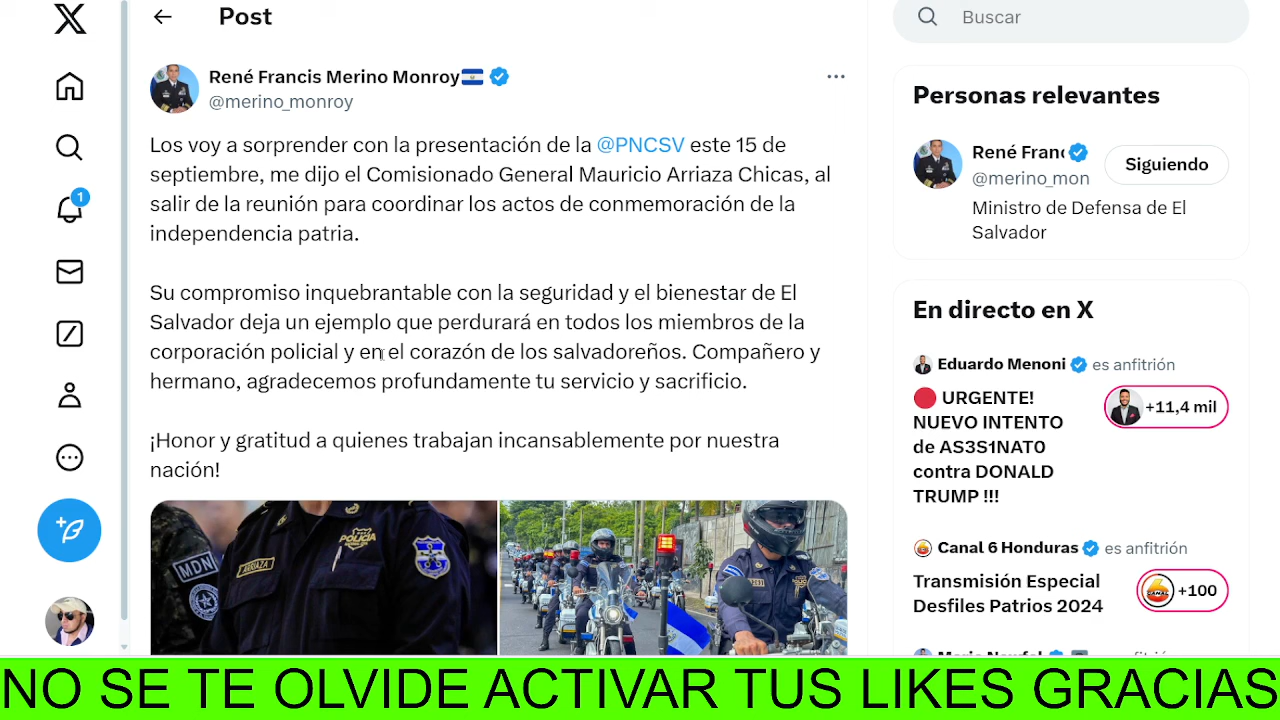 Post
Buscar
René Francis Merino Monroy
@merino_monroy
Los voy a sorprender con la presentación de la @PNCSV este 15 de
septiembre, me dijo el Comisionado General Mauricio Arriaza Chicas, al
salir de la reunión para coordinar los actos de conmemoración de la
independencia patria.
Su compromiso inquebrantable con la seguridad y el bienestar de El
Salvador deja un ejemplo que perdurará en todos los miembros de la
corporación policial y en el corazón de los salvadoreños. Compañero y
hermano, agradecemos profundamente tu servicio y sacrificio.
¡Honor y gratitud a quienes trabajan incansablemente por nuestra
nación!
MDN
ARRIAZA
POLICIA
Personas relevantes
René Franc
@merino_mon
Siguiendo
Ministro de Defensa de El
Salvador
En directo en X
Eduardo Menoni es anfitrión
URGENTE!
NUEVO INTENTO
de AS3S1NAT0
contra DONALD
TRUMP !!!
+11,4 mil
Canal 6 Honduras es anfitrión
Transmisión Especial
Desfiles Patrios 2024
+100
1
NO SE TE OLVIDE ACTIVAR TUS LIKES GRACIAS